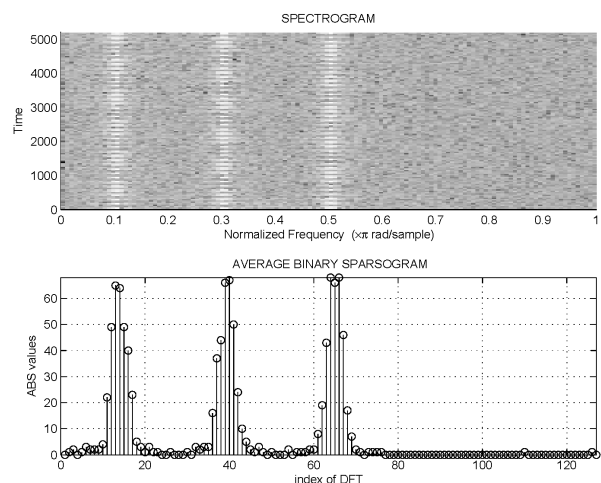 SPECTROGRAM
5000
4000
3000
2000
1000
0
Time
0 0.1 0.2 0.3 0.4 0.5 0.6 0.7 0.8 0.9 1
Normalized Frequency (×π rad/sample)
AVERAGE BINARY SPARSOGRAM
60
50
40
30
20
10
0
ABS values
0 20 40 60 80 100 120
index of DFT